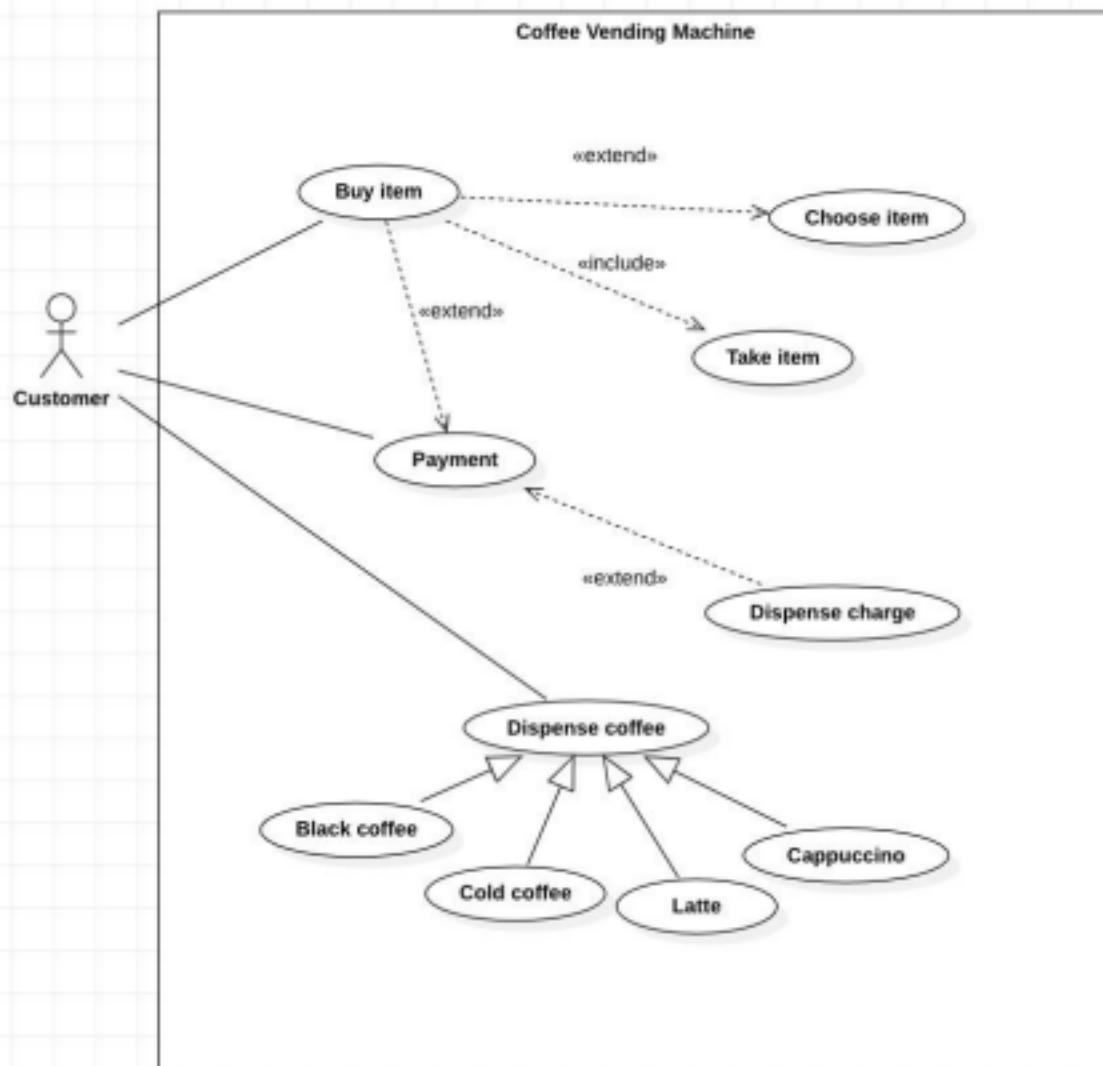 Coffee Vending Machine
«extend»
Buy item
Choose item
«include»
«extend»
Take item
Customer
Payment
«extend»
Dispense charge
Dispense coffee
Black coffee
Cappuccino
Cold coffee
Latte